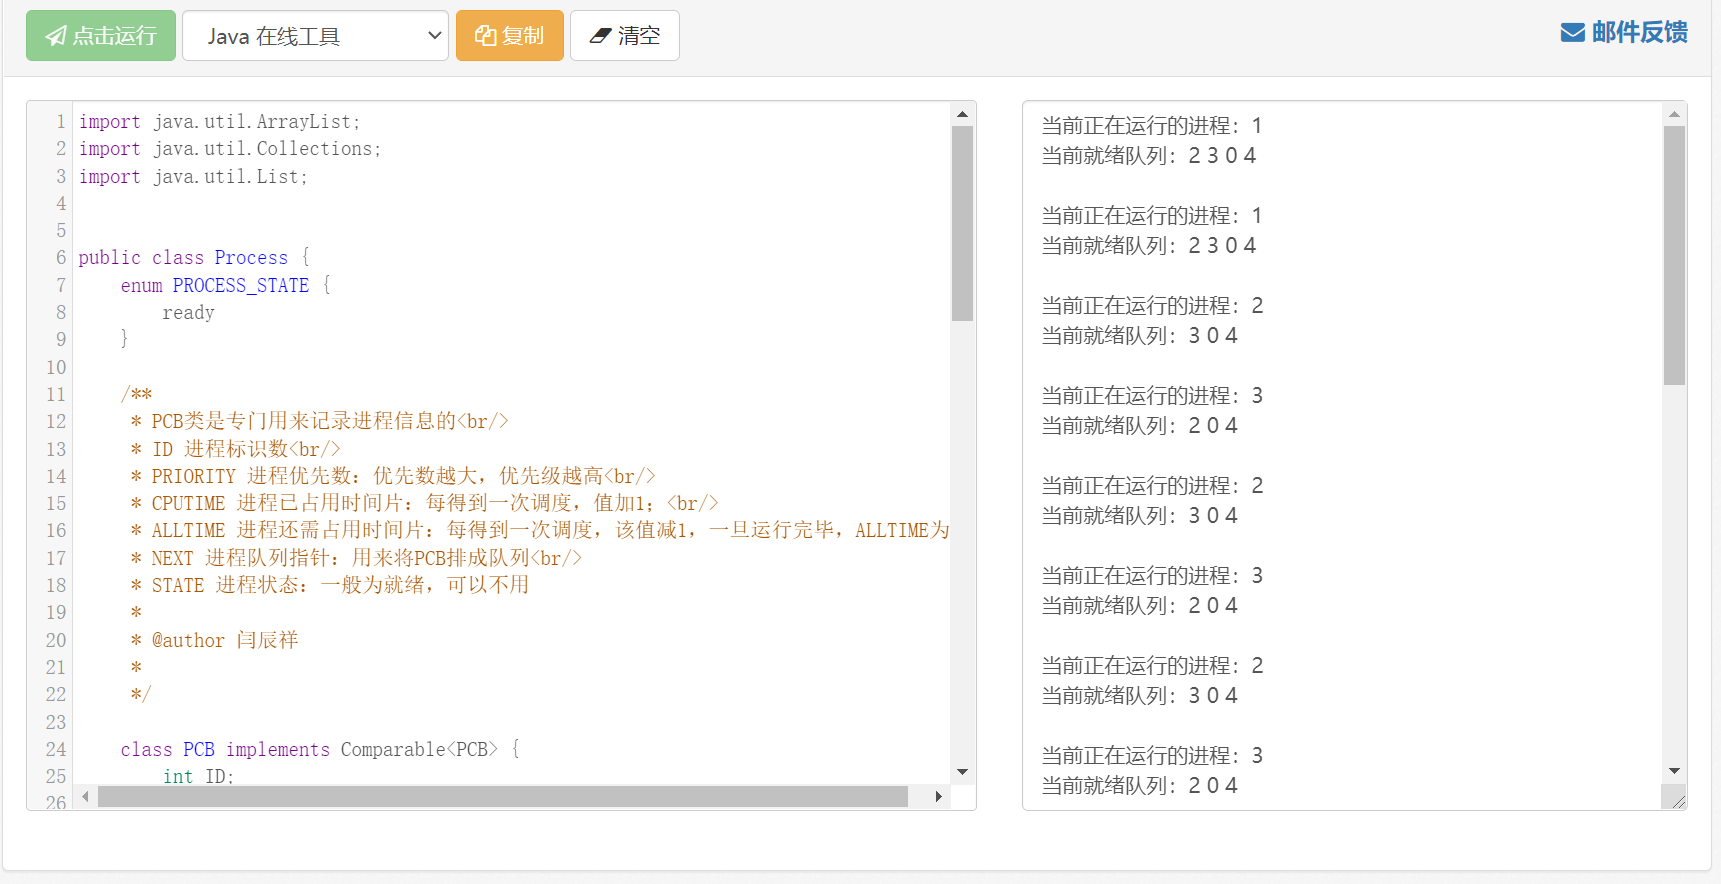 点击运行 Java 在线工具 复制 清空 邮件反馈
1 import java.util.ArrayList;
2 import java.util.Collections;
3 import java.util.List;
4
5
6 public class Process {
7 enum PROCESS_STATE {
8 ready
9 }
10
11 /**
12 * PCB类是专门用来记录进程信息的<br/>
13 * ID 进程标识数<br/>
14 * PRIORITY 进程优先数：优先数越大，优先级越高<br/>
15 * CPUTIME 进程已占用时间片：每得到一次调度，值加1；<br/>
16 * ALLTIME 进程还需占用时间片：每得到一次调度，该值减1，一旦运行完毕，ALLTIME为
17 * NEXT 进程队列指针：用来将PCB排成队列<br/>
18 * STATE 进程状态：一般为就绪，可以不用
19 *
20 * @author 闫辰祥
21 *
22 */
23
24 class PCB implements Comparable<PCB> {
25 int ID;
26
当前正在运行的进程：1
当前就绪队列：2 3 0 4
当前正在运行的进程：1
当前就绪队列：2 3 0 4
当前正在运行的进程：2
当前就绪队列：3 0 4
当前正在运行的进程：3
当前就绪队列：2 0 4
当前正在运行的进程：2
当前就绪队列：3 0 4
当前正在运行的进程：3
当前就绪队列：2 0 4
当前正在运行的进程：2
当前就绪队列：3 0 4
当前正在运行的进程：3
当前就绪队列：2 0 4